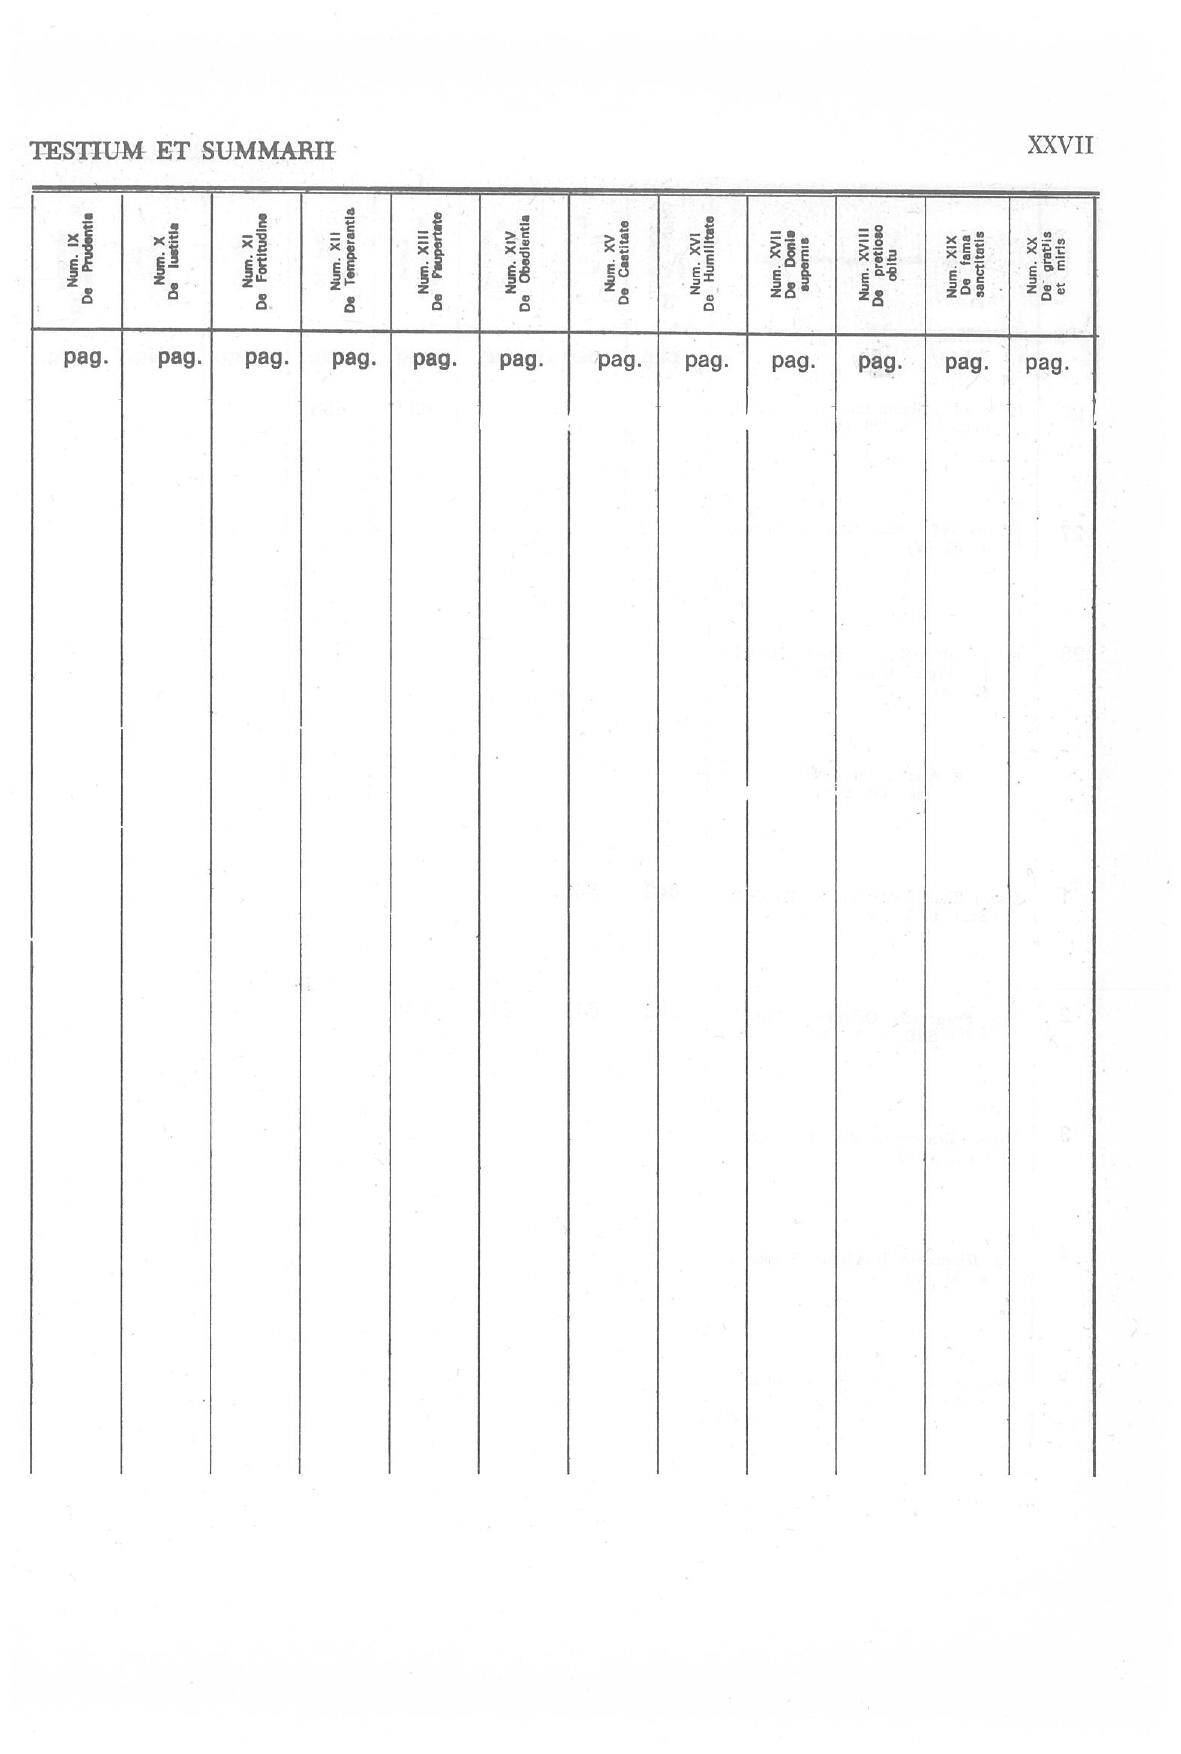 TESTIUM ET SUMMARII
XXVII
Num. IX
De Prudentia
Num. X
De Iustitia
Num. XI
De Fortitudine
Num. XII
De Temperantia
Num. XIII
De Paupertate
Num. XIV
De Obedientia
Num. XV
De Castitate
Num. XVI
De Humilitate
Num. XVII
De Donis
supernis
Num. XVIII
De pretioso
obitu
Num. XIX
De fama
sanctitatis
Num. XX
De gratiis
et miris
pag. pag. pag. pag. pag. pag. pag. pag. pag. pag. pag. pag.